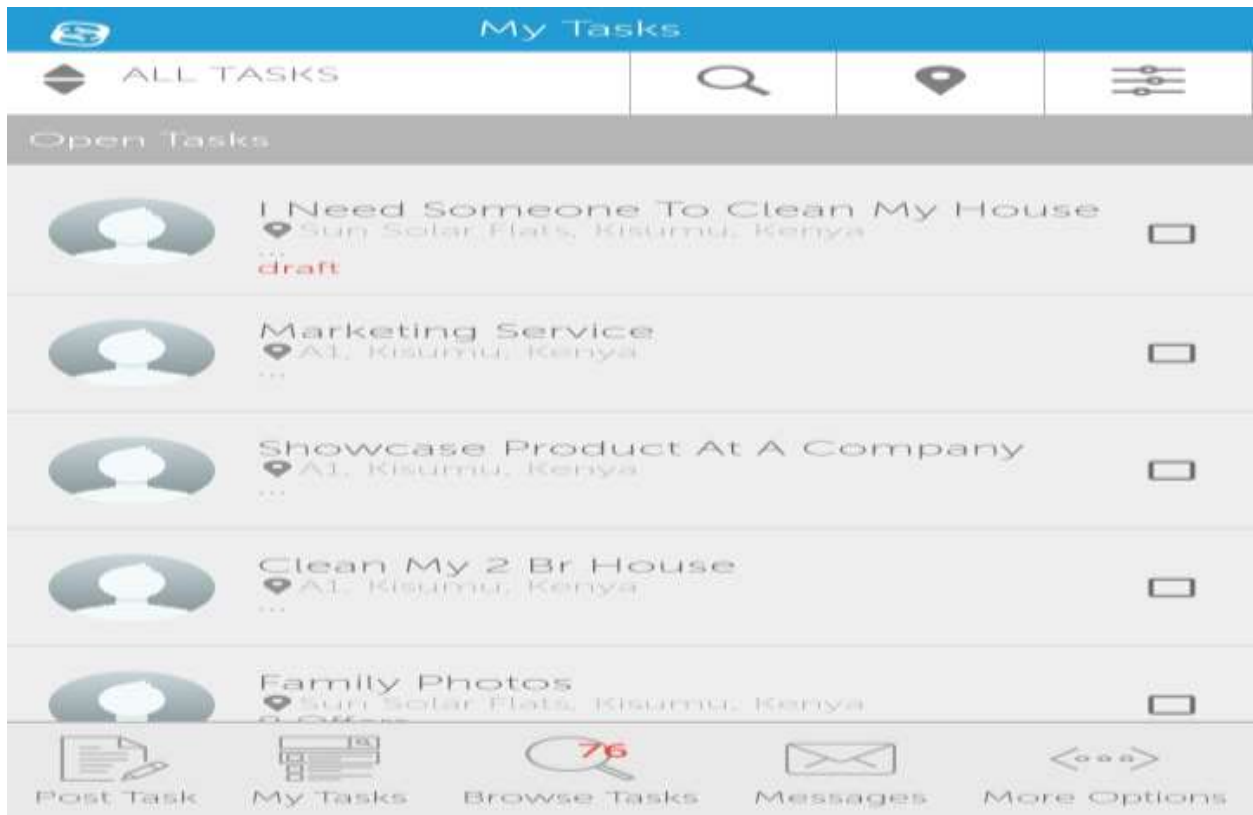 My Tasks
ALL TASKS
Open Tasks
I Need Someone To Clean My House
Sun Solar Flats, Kisumu, Kenya
...
draft
Marketing Service
A1, Kisumu, Kenya
...
Showcase Product At A Company
A1, Kisumu, Kenya
...
Clean My 2 Br House
A1, Kisumu, Kenya
...
Family Photos
Sun Solar Flats, Kisumu, Kenya
76
Post Task
My Tasks
Browse Tasks
Messages
More Options